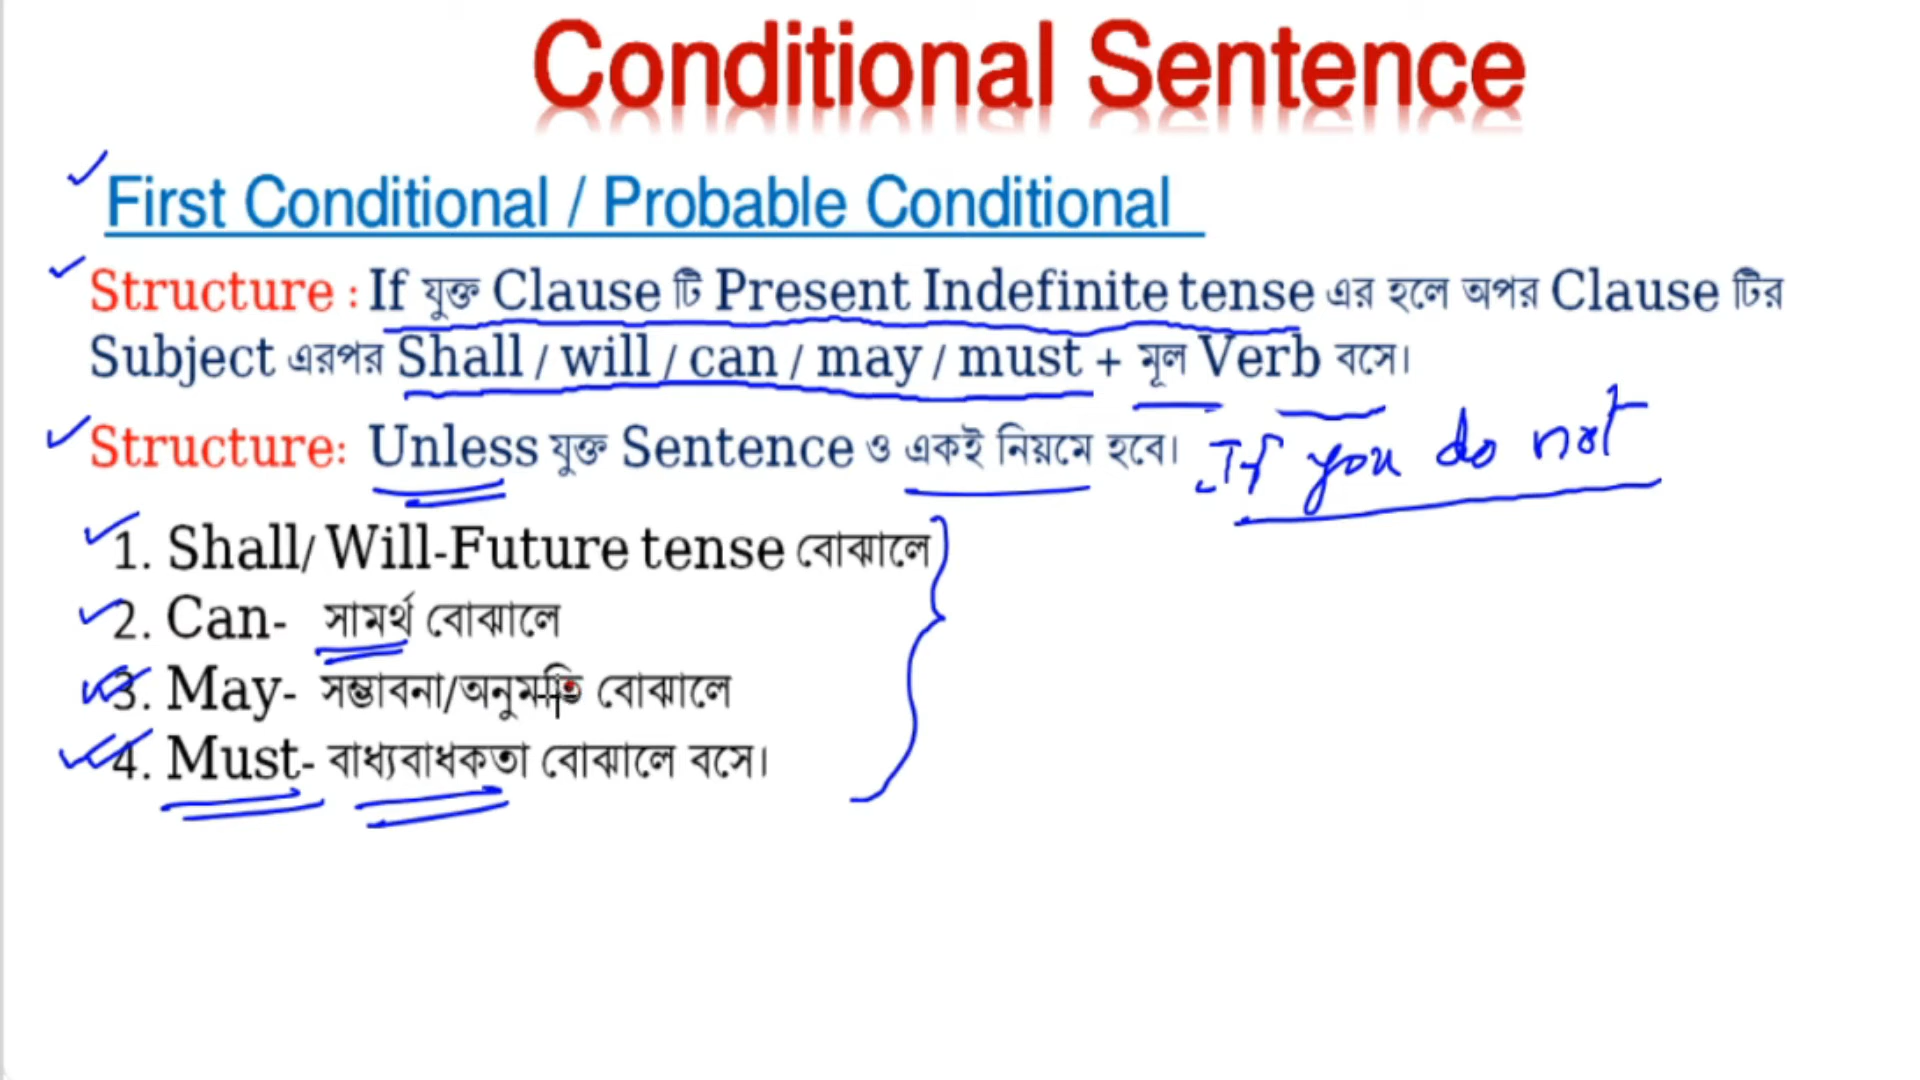 Conditional Sentence
First Conditional / Probable Conditional
Structure : If যুক্ত Clause টি Present Indefinite tense এর হলে অপর Clause টির
Subject এরপর Shall / will / can / may / must + মূল Verb বসে।
Structure: Unless যুক্ত Sentence ও একই নিয়মে হবে। If you do not
1. Shall/ Will-Future tense বোঝালে
2. Can- সামর্থ বোঝালে
3. May- সম্ভাবনা/অনুমতি বোঝালে
4. Must- বাধ্যবাধকতা বোঝালে বসে।